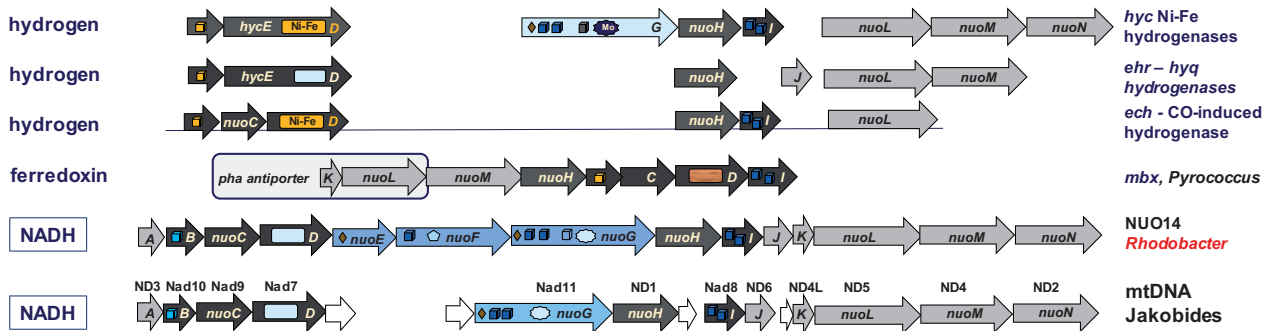 hydrogen hycE Ni-Fe D Mo G nuoH I nuoL nuoM nuoN hyc Ni-Fe
hydrogenases
hydrogen hycE D nuoH J nuoL nuoM ehr – hyq
hydrogenases
hydrogen nuoC Ni-Fe D nuoH I nuoL ech - CO-induced
hydrogenase
ferredoxin pha antiporter K nuoL nuoM nuoH C D I mbx, Pyrococcus
NADH A B nuoC D nuoE nuoF nuoG nuoH I J K nuoL nuoM nuoN NUO14
Rhodobacter
ND3 Nad10 Nad9 Nad7 Nad11 ND1 Nad8 ND6 ND4L ND5 ND4 ND2
NADH A B nuoC D nuoG nuoH I J K nuoL nuoM nuoN mtDNA
Jakobides